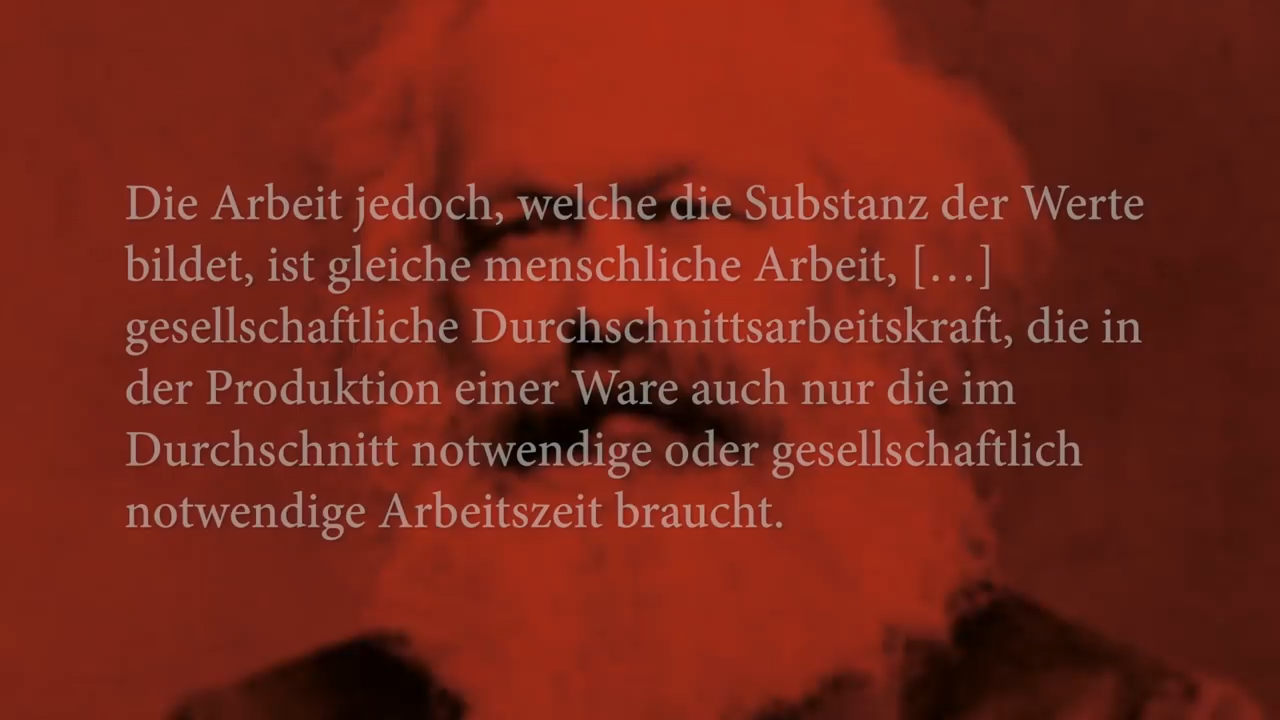 Die Arbeit jedoch, welche die Substanz der Werte
bildet, ist gleiche menschliche Arbeit, […]
gesellschaftliche Durchschnittsarbeitskraft, die in
der Produktion einer Ware auch nur die im
Durchschnitt notwendige oder gesellschaftlich
notwendige Arbeitszeit braucht.